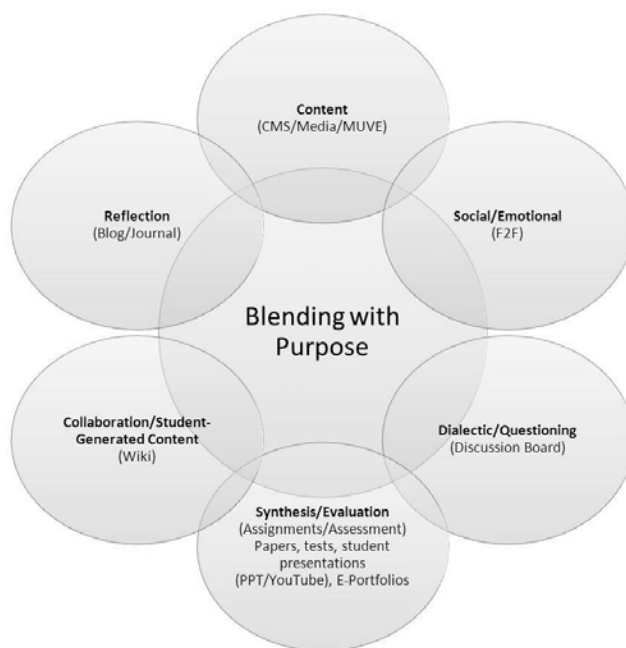 Content
(CMS/Media/MUVE)
Reflection
(Blog/Journal)
Social/Emotional
(F2F)
Blending with
Purpose
Collaboration/Student-
Generated Content
(Wiki)
Dialectic/Questioning
(Discussion Board)
Synthesis/Evaluation
(Assignments/Assessment)
Papers, tests, student
presentations
(PPT/YouTube), E-Portfolios